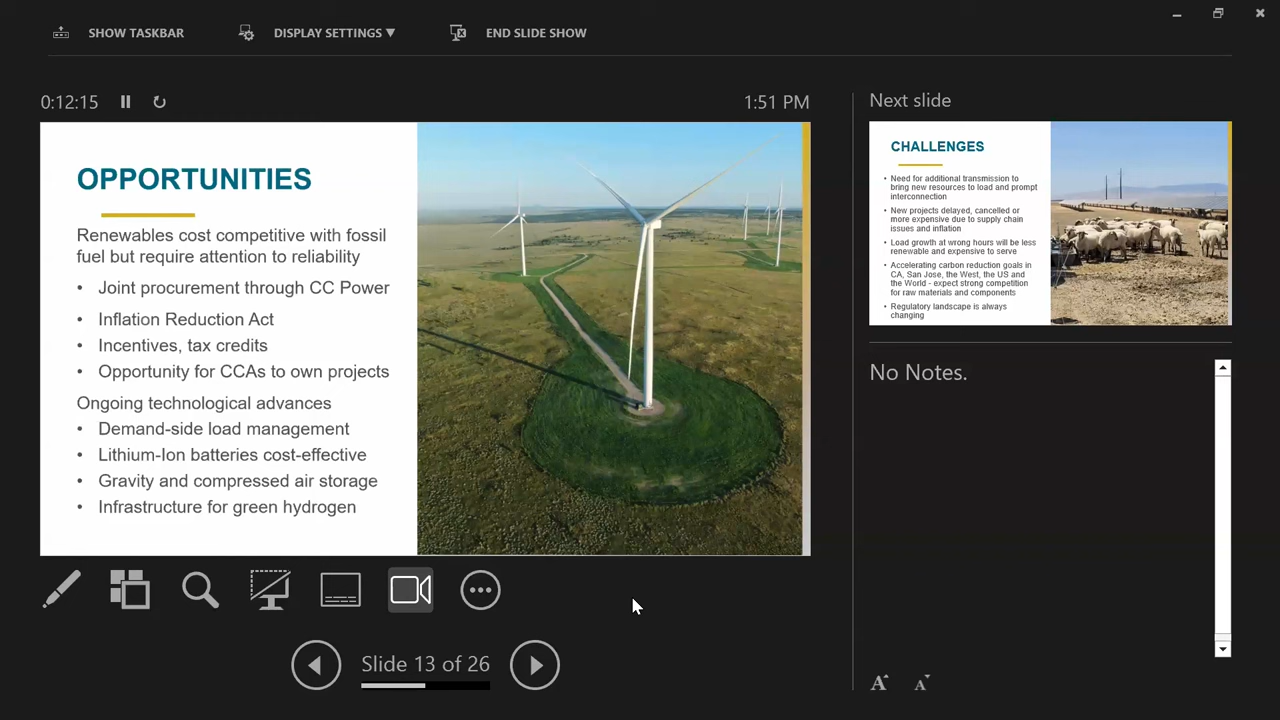 SHOW TASKBAR
DISPLAY SETTINGS ▼
END SLIDE SHOW
0:12:15
1:51 PM
OPPORTUNITIES
Renewables cost competitive with fossil
fuel but require attention to reliability
• Joint procurement through CC Power
• Inflation Reduction Act
• Incentives, tax credits
• Opportunity for CCAs to own projects
Ongoing technological advances
• Demand-side load management
• Lithium-Ion batteries cost-effective
• Gravity and compressed air storage
• Infrastructure for green hydrogen
Slide 13 of 26
Next slide
CHALLENGES
• Need for additional transmission to
bring new resources to load and prompt
interconnection
• New projects delayed, cancelled or
more expensive due to supply chain
issues and inflation
• Load growth at wrong hours will be less
renewable and expensive to serve
• Accelerating carbon reduction goals in
CA, San Jose, the West, the US and
the World - expect strong competition
for raw materials and components
• Regulatory landscape is always
changing
No Notes.
A A